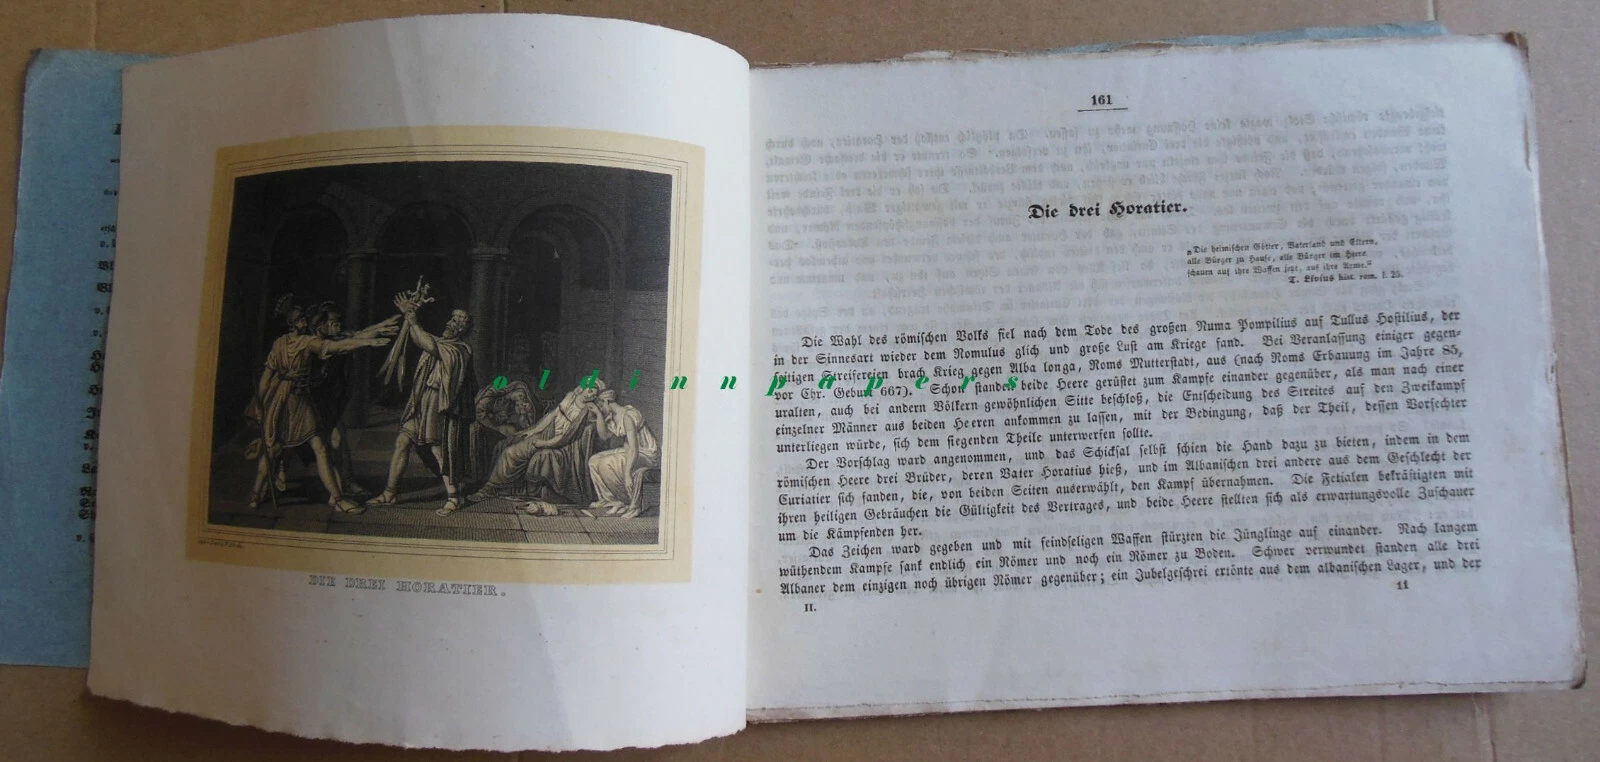 DIE DREI HORATIER.
oldinnpapers
161
Die drei Horatier.
„Die heimischen Götter, Vaterland und Eltern,
alle Bürger zu Hause, alle Bürger im Heere
schauen auf ihre Waffen jetzt, auf ihre Arme.“
T. Livius hist. rom. I. 25.
Die Wahl des römischen Volks fiel nach dem Tode des großen Numa Pompilius auf Tullus Hostilius, der
in der Sinnesart wieder dem Romulus glich und große Lust am Kriege fand. Bei Veranlassung einiger gegen-
seitigen Streifereien brach Krieg gegen Alba longa, Roms Mutterstadt, aus (nach Roms Erbauung im Jahre 85,
vor Chr. Geburt 667). Schon standen beide Heere gerüstet zum Kampfe einander gegenüber, als man nach einer
uralten, auch bei andern Völkern gewöhnlichen Sitte beschloß, die Entscheidung des Streites auf den Zweikampf
einzelner Männer aus beiden Heeren ankommen zu lassen, mit der Bedingung, daß der Theil, dessen Vorfechter
unterliegen würde, sich dem siegenden Theile unterwerfen sollte.
Der Vorschlag ward angenommen, und das Schicksal selbst schien die Hand dazu zu bieten, indem in dem
römischen Heere drei Brüder, deren Vater Horatius hieß, und im Albanischen drei andere aus dem Geschlecht der
Curiatier sich fanden, die, von beiden Seiten auserwählt, den Kampf übernahmen. Die Fetialen bekräftigten mit
ihren heiligen Gebräuchen die Gültigkeit des Vertrages, und beide Heere stellten sich als erwartungsvolle Zuschauer
um die Kämpfenden her.
Das Zeichen ward gegeben und mit feindseligen Waffen stürzten die Jünglinge auf einander. Nach langem
wüthendem Kampfe sank endlich ein Römer und noch ein Römer zu Boden. Schwer verwundet standen alle drei
Albaner dem einzigen noch übrigen Römer gegenüber; ein Jubelgeschrei ertönte aus dem albanischen Lager, und der
II.
11